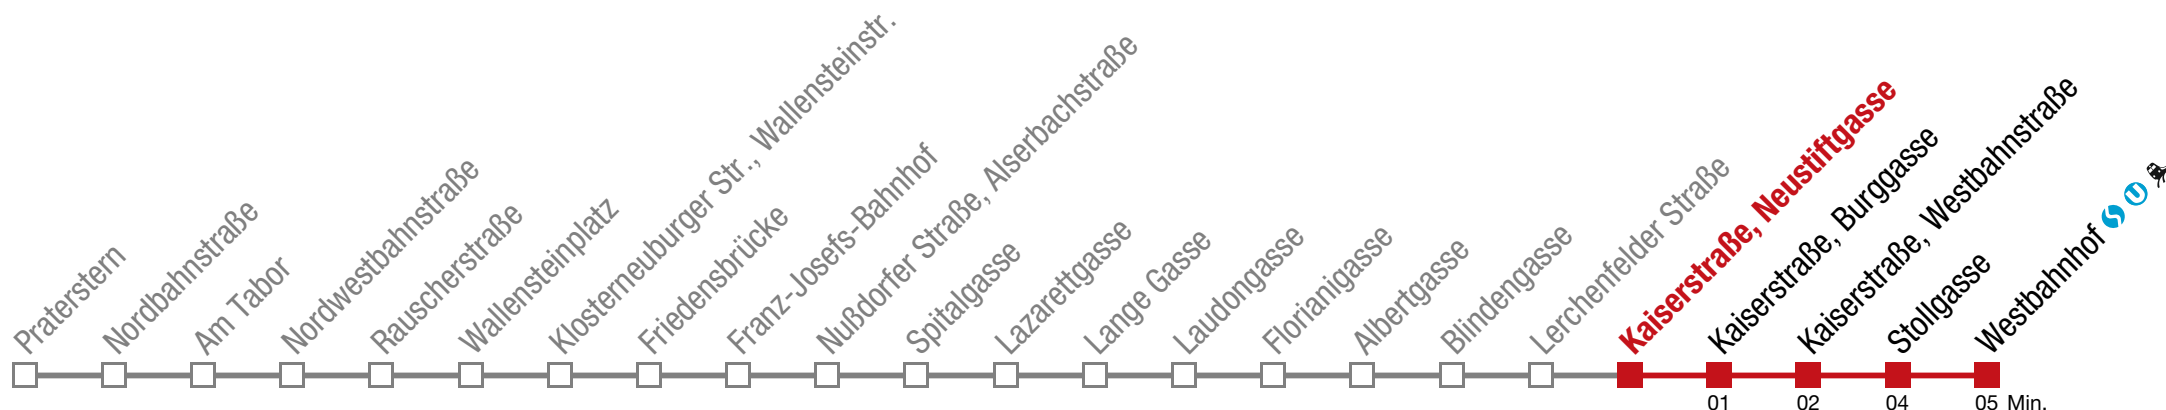 Praterstern
Nordbahnstraße
Am Tabor
Nordwestbahnstraße
Rauscherstraße
Wallensteinplatz
Klosterneuburger Str., Wallensteinstr.
Friedensbrücke
Franz-Josefs-Bahnhof
Nußdorfer Straße, Alserbachstraße
Spitalgasse
Lazarettgasse
Lange Gasse
Laudongasse
Florianigasse
Albertgasse
Blindengasse
Lerchenfelder Straße
Kaiserstraße, Neustiftgasse
Kaiserstraße, Burggasse
Kaiserstraße, Westbahnstraße
Stollgasse
Westbahnhof S U
01 02 04 05 Min.